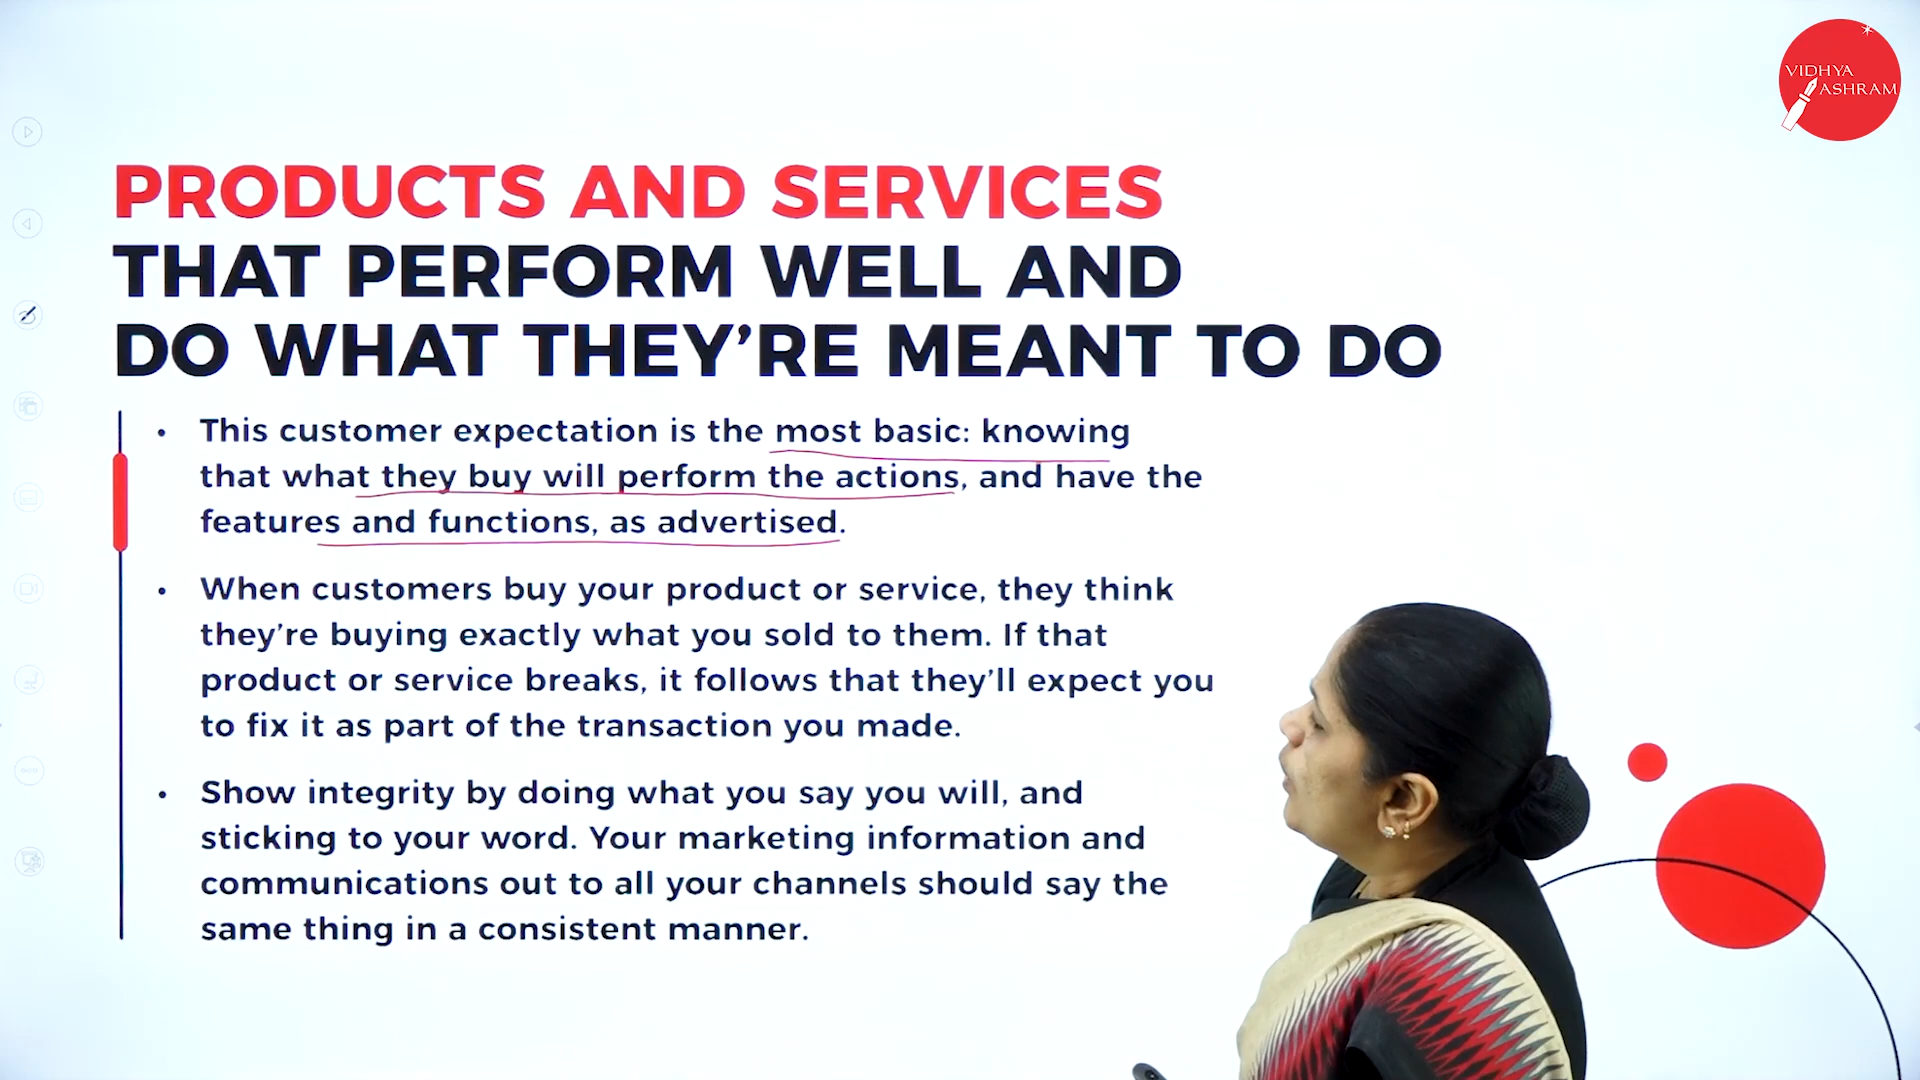 VIDHYA
ASHRAM
PRODUCTS AND SERVICES
THAT PERFORM WELL AND
DO WHAT THEY’RE MEANT TO DO
• This customer expectation is the most basic: knowing
that what they buy will perform the actions, and have the
features and functions, as advertised.
• When customers buy your product or service, they think
they’re buying exactly what you sold to them. If that
product or service breaks, it follows that they’ll expect you
to fix it as part of the transaction you made.
• Show integrity by doing what you say you will, and
sticking to your word. Your marketing information and
communications out to all your channels should say the
same thing in a consistent manner.